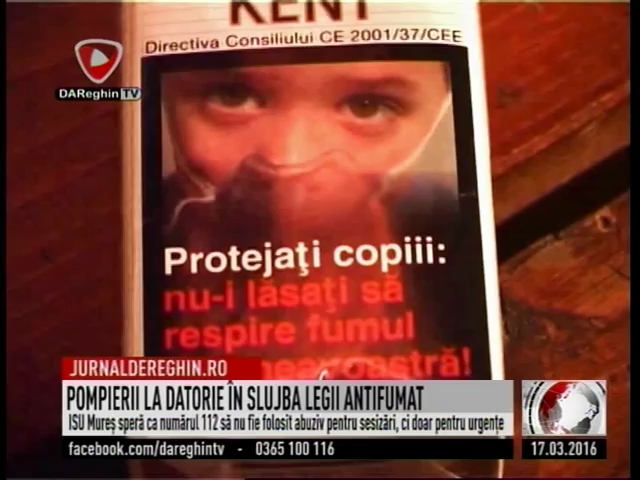 KENT
Directiva Consiliului CE 2001/37/CEE
DAReghin TV
Protejaţi copiii:
nu-i lăsaţi să
respire fumul
JURNALDEREGHIN.RO
POMPIERII LA DATORIE ÎN SLUJBA LEGII ANTIFUMAT
ISU Mureş speră ca numărul 112 să nu fie folosit abuziv pentru sesizări, ci doar pentru urgenţe
facebook.com/dareghintv - 0365 100 116
17.03.2016